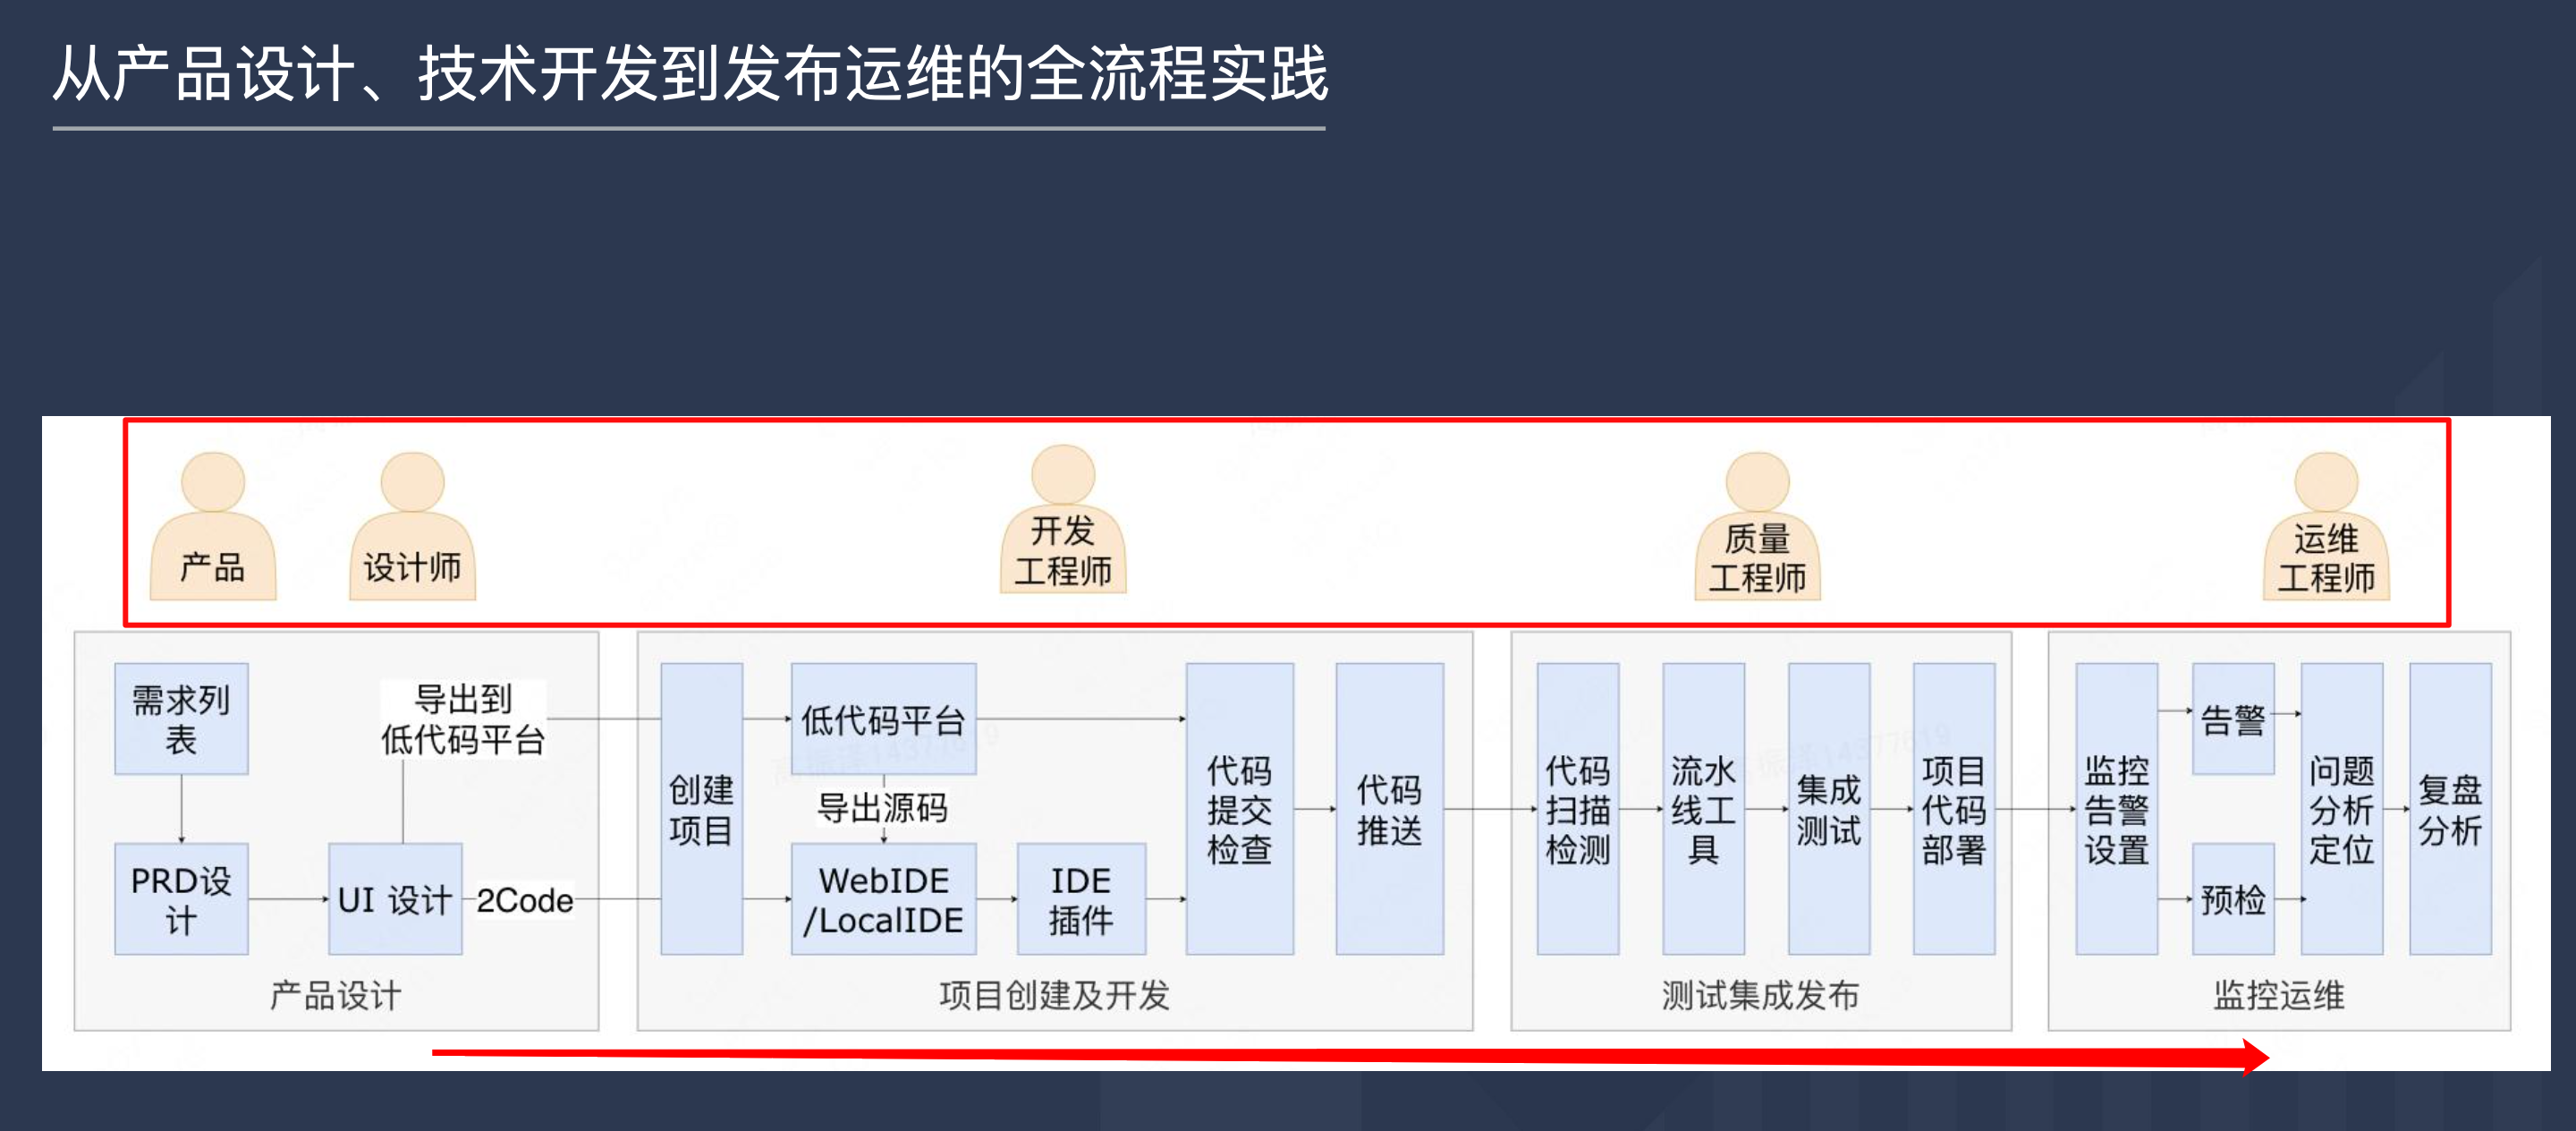 从产品设计、技术开发到发布运维的全流程实践
产品
设计师
开发
工程师
质量
工程师
运维
工程师
需求列
表
导出到
低代码平台
PRD设
计
UI 设计
2Code
产品设计
创建
项目
低代码平台
导出源码
WebIDE
/LocalIDE
IDE
插件
代码
提交
检查
代码
推送
项目创建及开发
代码
扫描
检测
流水
线工
具
集成
测试
项目
代码
部署
测试集成发布
监控
告警
设置
告警
预检
问题
分析
定位
复盘
分析
监控运维